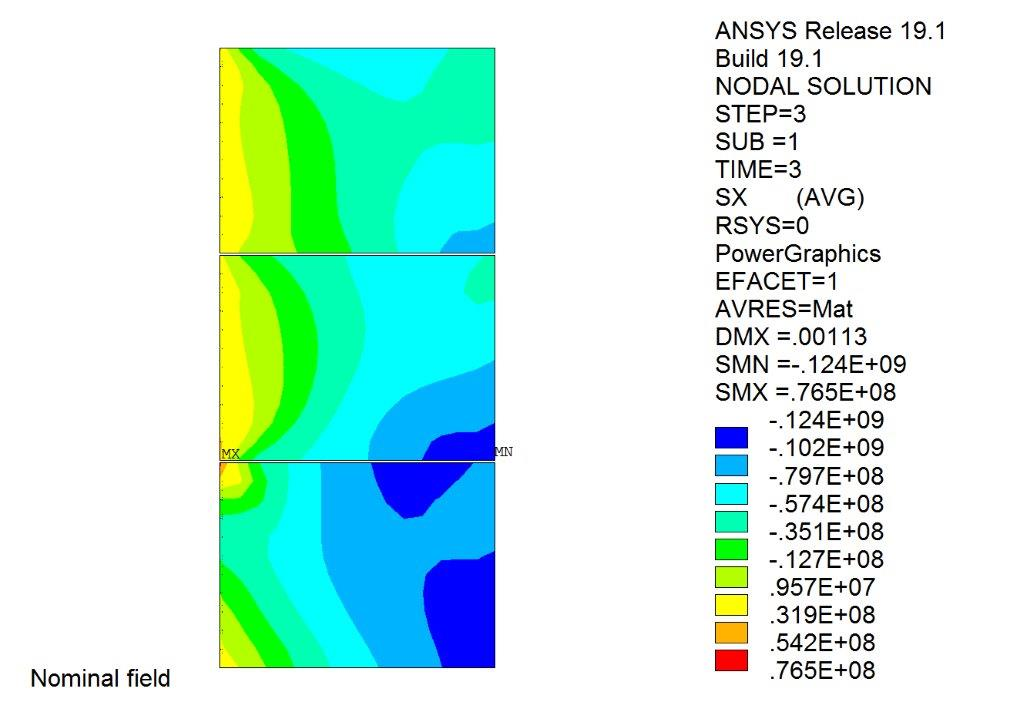 ANSYS Release 19.1
Build 19.1
NODAL SOLUTION
STEP=3
SUB =1
TIME=3
SX (AVG)
RSYS=0
PowerGraphics
EFACET=1
AVRES=Mat
DMX =.00113
SMN =-.124E+09
SMX =.765E+08
-.124E+09
-.102E+09
-.797E+08
-.574E+08
-.351E+08
-.127E+08
.957E+07
.319E+08
.542E+08
.765E+08
MX
MN
Nominal field